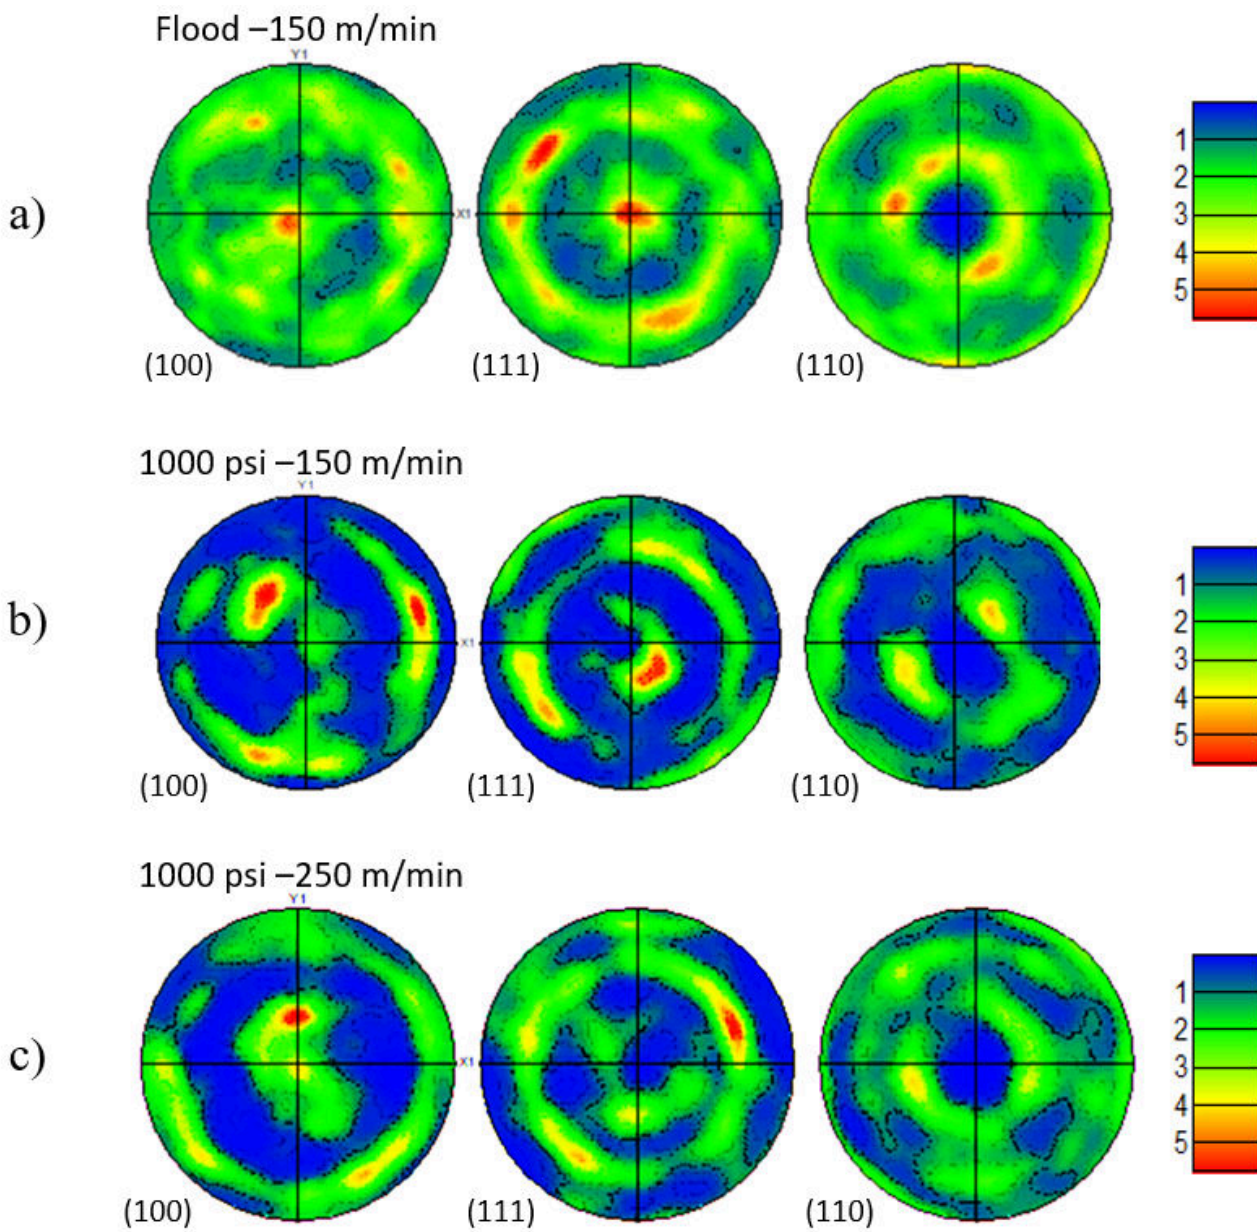 Flood –150 m/min
Y1
a)
X1
1
2
3
4
5
(100)
(111)
(110)
1000 psi –150 m/min
Y1
b)
X1
1
2
3
4
5
(100)
(111)
(110)
1000 psi –250 m/min
Y1
c)
X1
1
2
3
4
5
(100)
(111)
(110)